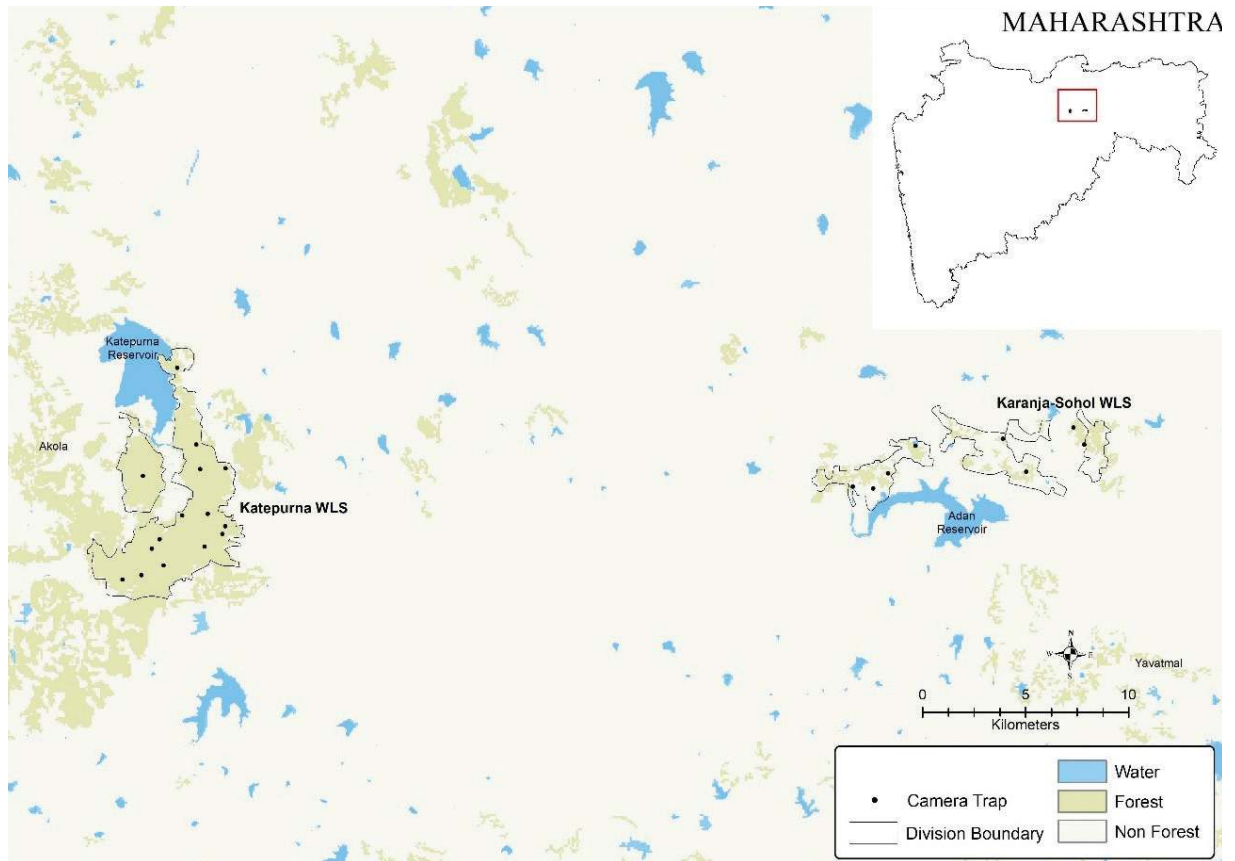 MAHARASHTRA
Katepurna
Reservoir
Akola
Katepurna WLS
Karanja-Sohol WLS
Adan
Reservoir
N
W E
S
Yavatmal
0 5 10
Kilometers
Water
Camera Trap Forest
Division Boundary Non Forest